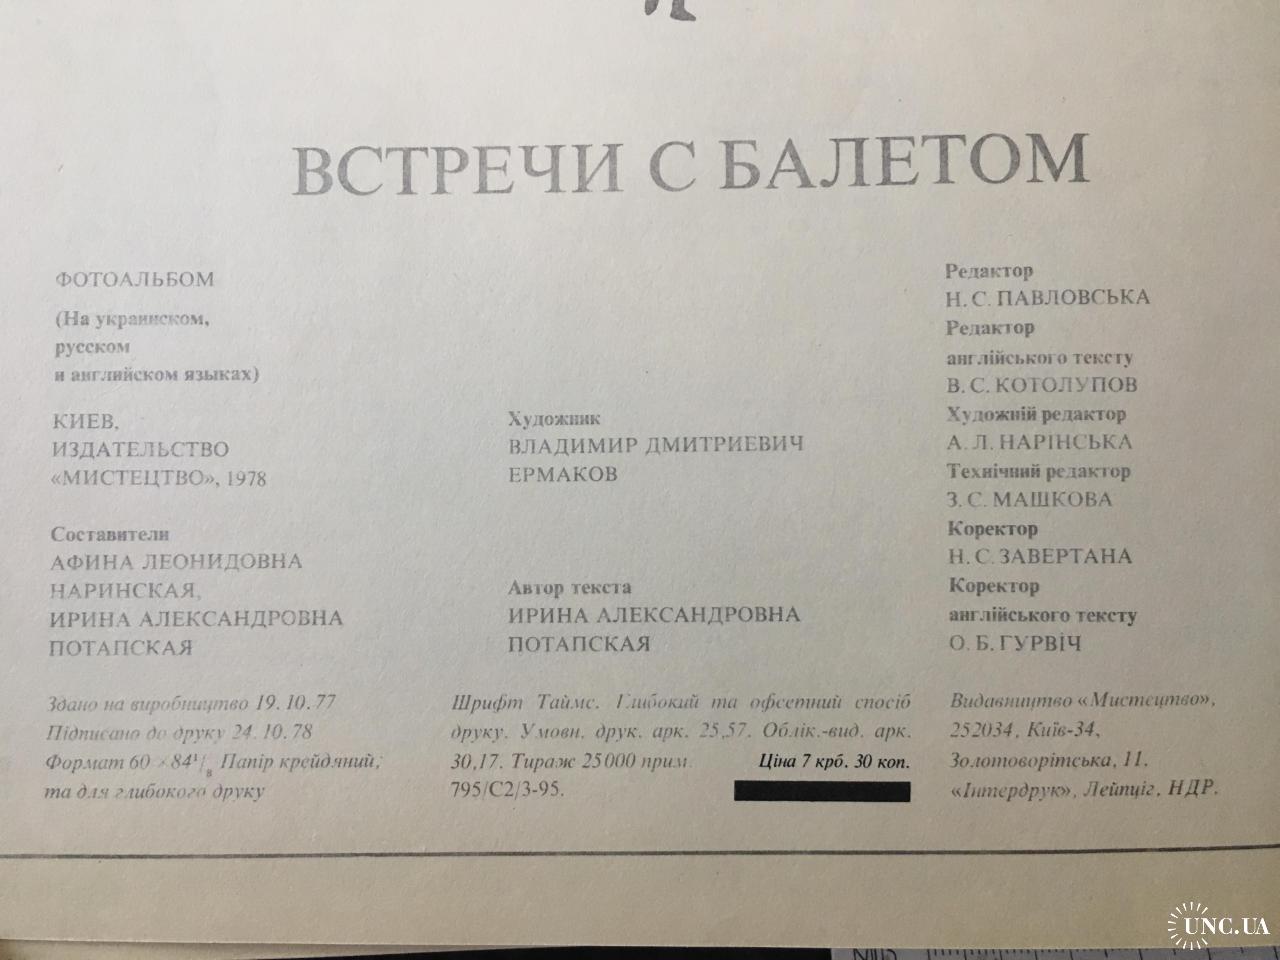 ВСТРЕЧИ С БАЛЕТОМ
ФОТОАЛЬБОМ
(На украинском,
русском
и английском языках)
КИЕВ,
ИЗДАТЕЛЬСТВО
«МИСТЕЦТВО», 1978
Составители
АФИНА ЛЕОНИДОВНА
НАРИНСКАЯ,
ИРИНА АЛЕКСАНДРОВНА
ПОТАПСКАЯ
Художник
ВЛАДИМИР ДМИТРИЕВИЧ
ЕРМАКОВ
Автор текста
ИРИНА АЛЕКСАНДРОВНА
ПОТАПСКАЯ
Редактор
Н. С. ПАВЛОВСЬКА
Редактор
англійського тексту
В. С. КОТОЛУПОВ
Художній редактор
А. Л. НАРІНСЬКА
Технічний редактор
З. С. МАШКОВА
Коректор
Н. С. ЗАВЕРТАНА
Коректор
англійського тексту
О. Б. ГУРВІЧ
Здано на виробництво 19. 10. 77
Підписано до друку 24. 10. 78
Формат 60 × 84¹/₈ Папір крейдяний,
та для глибокого друку
Шрифт Таймс. Глибокий та офсетний спосіб
друку. Умовн. друк. арк. 25,57. Облік.-вид. арк.
30,17. Тираж 25 000 прим. Ціна 7 крб. 30 коп.
795/С2/3-95.
Видавництво «Мистецтво»,
252034, Київ-34,
Золотоворітська, 11.
«Інтердрук», Лейпціг, НДР.
UNC.UA